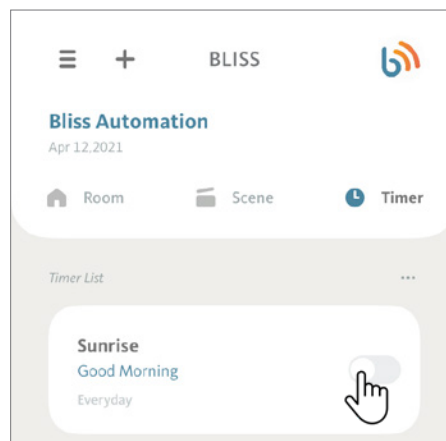 BLISS
Bliss Automation
Apr 12,2021
Room Scene Timer
Timer List
Sunrise
Good Morning
Everyday